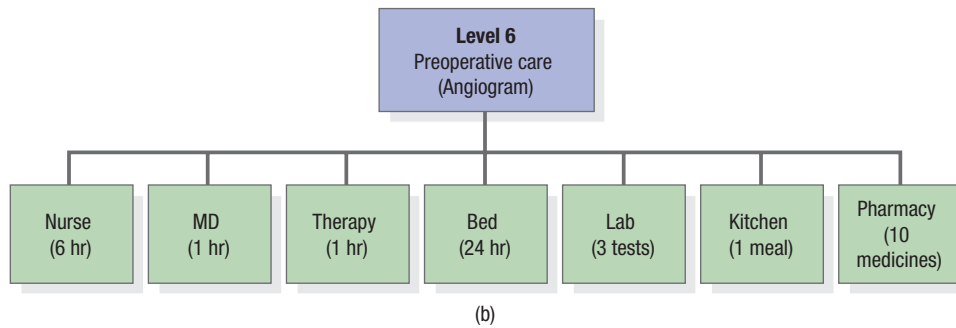 Level 6
Preoperative care
(Angiogram)
Nurse
(6 hr)
MD
(1 hr)
Therapy
(1 hr)
Bed
(24 hr)
Lab
(3 tests)
Kitchen
(1 meal)
Pharmacy
(10
medicines)
(b)